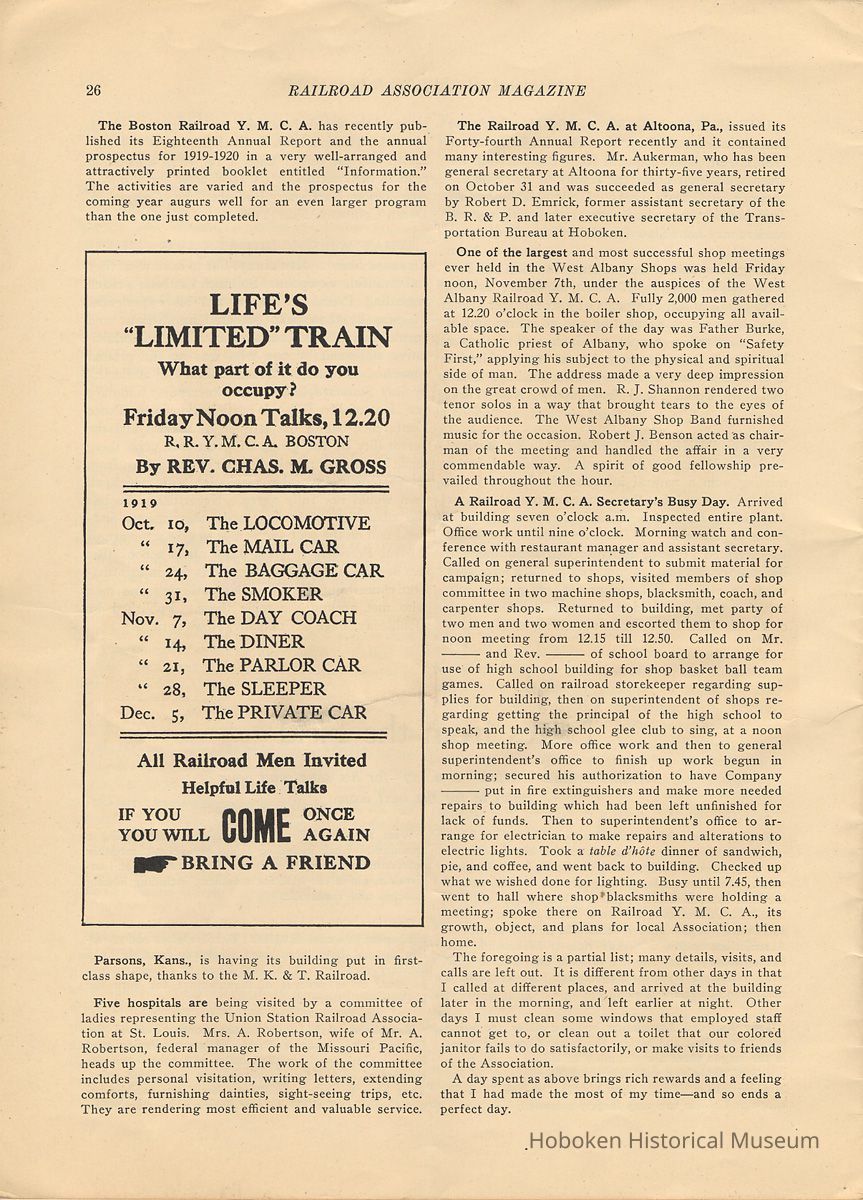 26
RAILROAD ASSOCIATION MAGAZINE
The Boston Railroad Y. M. C. A. has recently pub-
lished its Eighteenth Annual Report and the annual
prospectus for 1919-1920 in a very well-arranged and
attractively printed booklet entitled “Information.”
The activities are varied and the prospectus for the
coming year augurs well for an even larger program
than the one just completed.
LIFE'S
“LIMITED” TRAIN
What part of it do you
occupy?
Friday Noon Talks, 12.20
R. R. Y. M. C. A. BOSTON
By REV. CHAS. M. GROSS
1919
Oct. 10, The LOCOMOTIVE
“ 17, The MAIL CAR
“ 24, The BAGGAGE CAR
“ 31, The SMOKER
Nov. 7, The DAY COACH
“ 14, The DINER
“ 21, The PARLOR CAR
“ 28, The SLEEPER
Dec. 5, The PRIVATE CAR
All Railroad Men Invited
Helpful Life Talks
IF YOU COME ONCE
YOU WILL AGAIN
BRING A FRIEND
Parsons, Kans., is having its building put in first-
class shape, thanks to the M. K. & T. Railroad.
Five hospitals are being visited by a committee of
ladies representing the Union Station Railroad Associa-
tion at St. Louis. Mrs. A. Robertson, wife of Mr. A.
Robertson, federal manager of the Missouri Pacific,
heads up the committee. The work of the committee
includes personal visitation, writing letters, extending
comforts, furnishing dainties, sight-seeing trips, etc.
They are rendering most efficient and valuable service.
The Railroad Y. M. C. A. at Altoona, Pa., issued its
Forty-fourth Annual Report recently and it contained
many interesting figures. Mr. Aukerman, who has been
general secretary at Altoona for thirty-five years, retired
on October 31 and was succeeded as general secretary
by Robert D. Emrick, former assistant secretary of the
B. R. & P. and later executive secretary of the Trans-
portation Bureau at Hoboken.
One of the largest and most successful shop meetings
ever held in the West Albany Shops was held Friday
noon, November 7th, under the auspices of the West
Albany Railroad Y. M. C. A. Fully 2,000 men gathered
at 12.20 o'clock in the boiler shop, occupying all avail-
able space. The speaker of the day was Father Burke,
a Catholic priest of Albany, who spoke on “Safety
First,” applying his subject to the physical and spiritual
side of man. The address made a very deep impression
on the great crowd of men. R. J. Shannon rendered two
tenor solos in a way that brought tears to the eyes of
the audience. The West Albany Shop Band furnished
music for the occasion. Robert J. Benson acted as chair-
man of the meeting and handled the affair in a very
commendable way. A spirit of good fellowship pre-
vailed throughout the hour.
A Railroad Y. M. C. A. Secretary's Busy Day. Arrived
at building seven o'clock a.m. Inspected entire plant.
Office work until nine o'clock. Morning watch and con-
ference with restaurant manager and assistant secretary.
Called on general superintendent to submit material for
campaign; returned to shops, visited members of shop
committee in two machine shops, blacksmith, coach, and
carpenter shops. Returned to building, met party of
two men and two women and escorted them to shop for
noon meeting from 12.15 till 12.50. Called on Mr.
—— and Rev. —— of school board to arrange for
use of high school building for shop basket ball team
games. Called on railroad storekeeper regarding sup-
plies for building, then on superintendent of shops re-
garding getting the principal of the high school to
speak, and the high school glee club to sing, at a noon
shop meeting. More office work and then to general
superintendent's office to finish up work begun in
morning; secured his authorization to have Company
—— put in fire extinguishers and make more needed
repairs to building which had been left unfinished for
lack of funds. Then to superintendent's office to ar-
range for electrician to make repairs and alterations to
electric lights. Took a table d'hôte dinner of sandwich,
pie, and coffee, and went back to building. Checked up
what we wished done for lighting. Busy until 7.45, then
went to hall where shop blacksmiths were holding a
meeting; spoke there on Railroad Y. M. C. A., its
growth, object, and plans for local Association; then
home.
The foregoing is a partial list; many details, visits, and
calls are left out. It is different from other days in that
I called at different places, and arrived at the building
later in the morning, and left earlier at night. Other
days I must clean some windows that employed staff
cannot get to, or clean out a toilet that our colored
janitor fails to do satisfactorily, or make visits to friends
of the Association.
A day spent as above brings rich rewards and a feeling
that I had made the most of my time—and so ends a
perfect day.
Hoboken Historical Museum